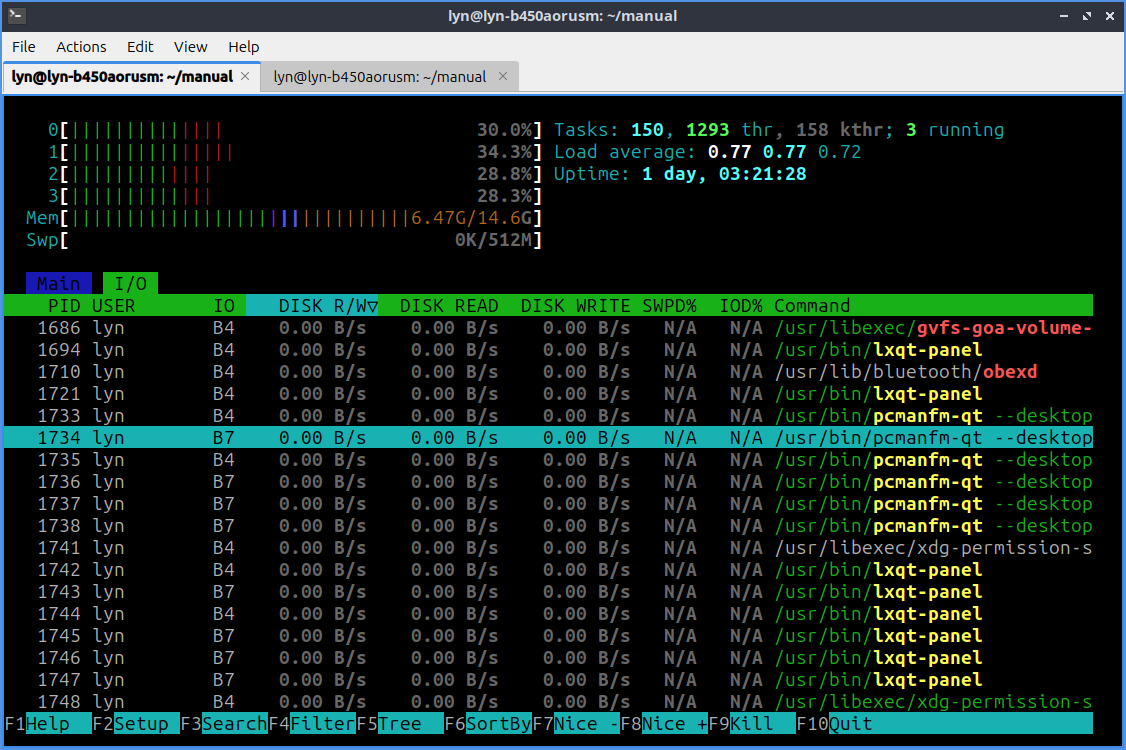 lyn@lyn-b450aorusm: ~/manual
File Actions Edit View Help
lyn@lyn-b450aorusm: ~/manual × lyn@lyn-b450aorusm: ~/manual ×
0[||||||||||||||| 30.0%] Tasks: 150, 1293 thr, 158 kthr; 3 running
1[|||||||||||||||| 34.3%] Load average: 0.77 0.77 0.72
2[|||||||||||||| 28.8%] Uptime: 1 day, 03:21:28
3[|||||||||||||| 28.3%]
Mem[|||||||||||||||||||||||||||||||6.47G/14.6G]
Swp[ 0K/512M]
Main I/O
PID USER IO DISK R/W▽ DISK READ DISK WRITE SWPD% IOD% Command
1686 lyn B4 0.00 B/s 0.00 B/s 0.00 B/s N/A N/A /usr/libexec/gvfs-goa-volume-
1694 lyn B4 0.00 B/s 0.00 B/s 0.00 B/s N/A N/A /usr/bin/lxqt-panel
1710 lyn B4 0.00 B/s 0.00 B/s 0.00 B/s N/A N/A /usr/lib/bluetooth/obexd
1721 lyn B4 0.00 B/s 0.00 B/s 0.00 B/s N/A N/A /usr/bin/lxqt-panel
1733 lyn B4 0.00 B/s 0.00 B/s 0.00 B/s N/A N/A /usr/bin/pcmanfm-qt --desktop
1734 lyn B7 0.00 B/s 0.00 B/s 0.00 B/s N/A N/A /usr/bin/pcmanfm-qt --desktop
1735 lyn B4 0.00 B/s 0.00 B/s 0.00 B/s N/A N/A /usr/bin/pcmanfm-qt --desktop
1736 lyn B7 0.00 B/s 0.00 B/s 0.00 B/s N/A N/A /usr/bin/pcmanfm-qt --desktop
1737 lyn B7 0.00 B/s 0.00 B/s 0.00 B/s N/A N/A /usr/bin/pcmanfm-qt --desktop
1738 lyn B7 0.00 B/s 0.00 B/s 0.00 B/s N/A N/A /usr/bin/pcmanfm-qt --desktop
1741 lyn B4 0.00 B/s 0.00 B/s 0.00 B/s N/A N/A /usr/libexec/xdg-permission-s
1742 lyn B4 0.00 B/s 0.00 B/s 0.00 B/s N/A N/A /usr/bin/lxqt-panel
1743 lyn B7 0.00 B/s 0.00 B/s 0.00 B/s N/A N/A /usr/bin/lxqt-panel
1744 lyn B4 0.00 B/s 0.00 B/s 0.00 B/s N/A N/A /usr/bin/lxqt-panel
1745 lyn B7 0.00 B/s 0.00 B/s 0.00 B/s N/A N/A /usr/bin/lxqt-panel
1746 lyn B7 0.00 B/s 0.00 B/s 0.00 B/s N/A N/A /usr/bin/lxqt-panel
1747 lyn B7 0.00 B/s 0.00 B/s 0.00 B/s N/A N/A /usr/bin/lxqt-panel
1748 lyn B4 0.00 B/s 0.00 B/s 0.00 B/s N/A N/A /usr/libexec/xdg-permission-s
F1Help F2Setup F3SearchF4FilterF5Tree F6SortByF7Nice -F8Nice +F9Kill F10Quit